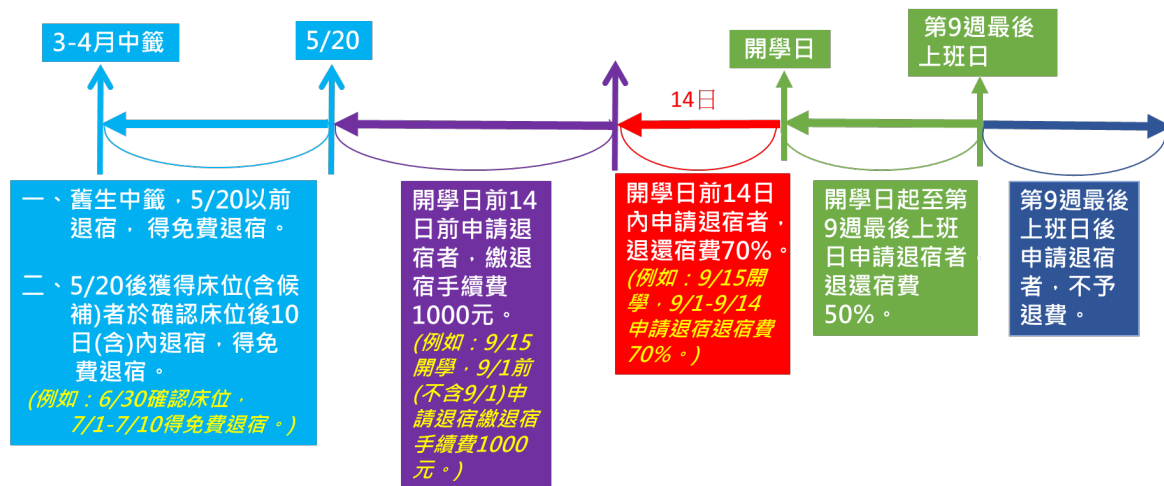 3-4月中籤
5/20
14日
開學日
第9週最後
上班日
一、舊生中籤，5/20以前
退宿， 得免費退宿。
二、5/20後獲得床位(含候
補)者於確認床位後10
日(含)內退宿，得免
費退宿。
(例如：6/30確認床位，
7/1-7/10得免費退宿。)
開學日前14
日前申請退
宿者，繳退
宿手續費
1000元。
(例如：9/15
開學，9/1前
(不含9/1)申
請退宿繳退宿
手續費1000
元。)
開學日前14日
內申請退宿者，
退還宿費70%。
(例如：9/15開
學，9/1-9/14
申請退宿退宿費
70%。)
開學日起至第
9週最後上班
日申請退宿者，
退還宿費
50%。
第9週最後
上班日後
申請退宿
者，不予
退費。